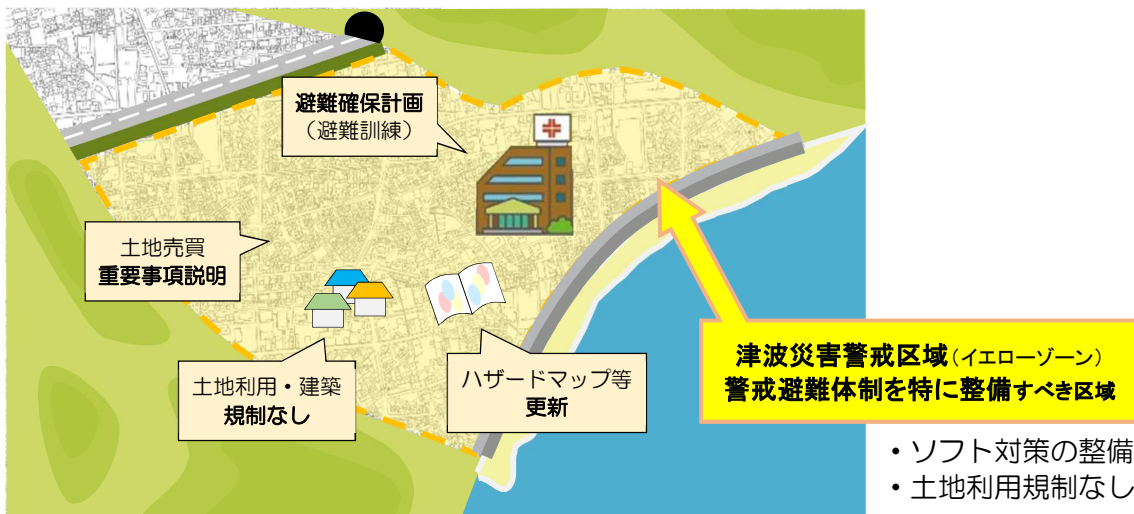 避難確保計画
（避難訓練）
土地売買
重要事項説明
土地利用・建築
規制なし
ハザードマップ等
更新
津波災害警戒区域（イエローゾーン）
警戒避難体制を特に整備すべき区域
・ソフト対策の整備
・土地利用規制なし